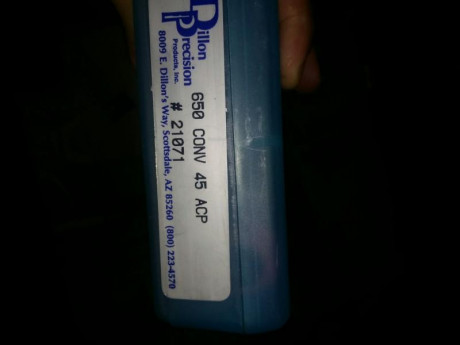 Dillon
Precision
Products, Inc.
8009 E. Dillon's Way, Scottsdale, AZ 85260 (800) 223-4570
650 CONV 45 ACP
# 21071